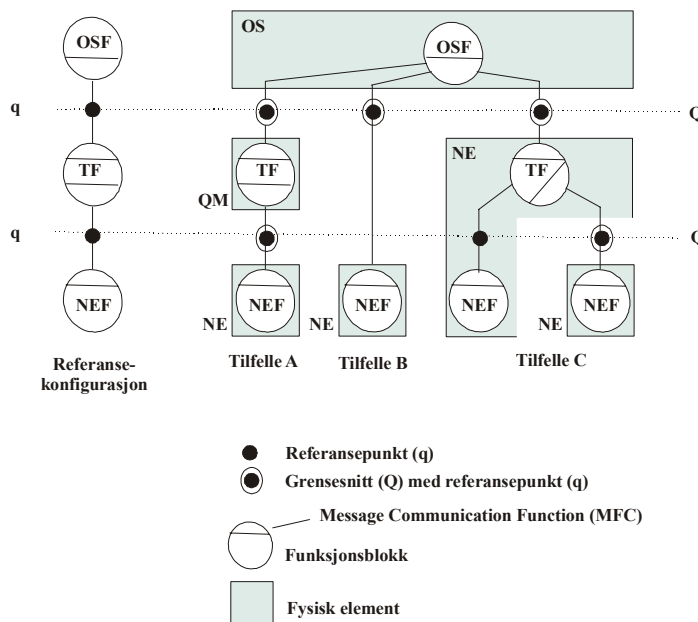 OS
OSF
OSF
q
Q
NE
TF
TF
TF
QM
q
Q
NEF
NEF
NEF
NEF
NEF
NE
NE
NE
Referanse-
konfigurasjon
Tilfelle A
Tilfelle B
Tilfelle C
Referansepunkt (q)
Grensesnitt (Q) med referansepunkt (q)
Message Communication Function (MFC)
Funksjonsblokk
Fysisk element